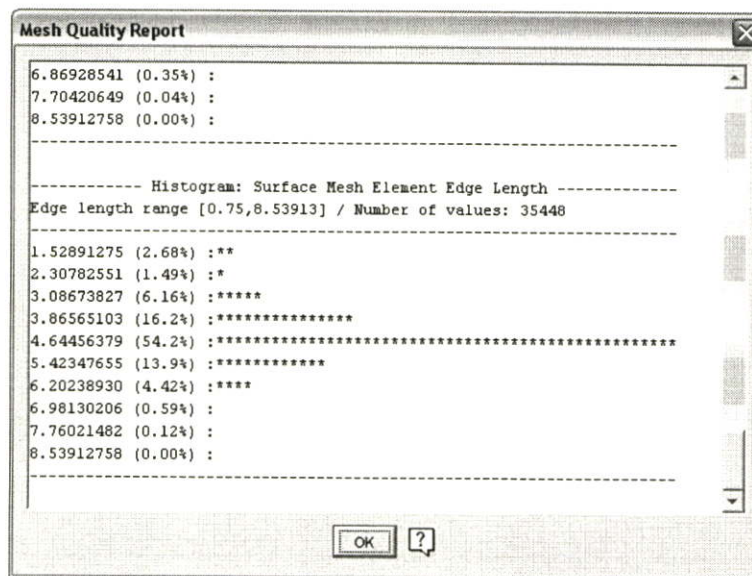 Mesh Quality Report
6.86928541 (0.35%) :
7.70420649 (0.04%) :
8.53912758 (0.00%) :
------------------------------------------------------------------------
----------- Histogram: Surface Mesh Element Edge Length ------------
Edge length range [0.75,8.53913] / Number of values: 35448
------------------------------------------------------------------------
1.52891275 (2.68%) :**
2.30782551 (1.49%) :*
3.08673827 (6.16%) :*****
3.86565103 (16.2%) :***************
4.64456379 (54.2%) :***************************************************
5.42347655 (13.9%) :************
6.20238930 (4.42%) :****
6.98130206 (0.59%) :
7.76021482 (0.12%) :
8.53912758 (0.00%) :
------------------------------------------------------------------------
OK
?